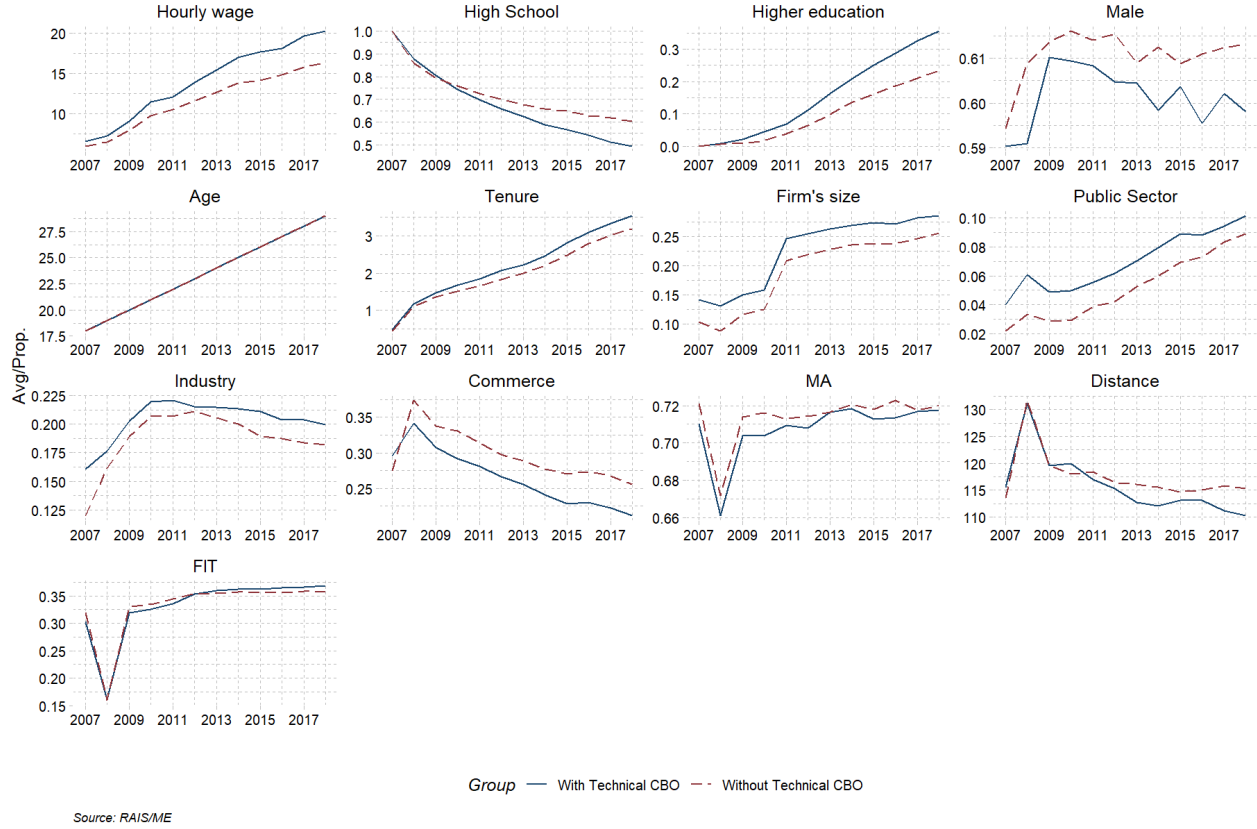 Hourly wage
High School
Higher education
Male
20
15
10
2007 2009 2011 2013 2015 2017
1.0
0.9
0.8
0.7
0.6
0.5
2007 2009 2011 2013 2015 2017
0.3
0.2
0.1
0.0
2007 2009 2011 2013 2015 2017
0.61
0.60
0.59
2007 2009 2011 2013 2015 2017
Age
Tenure
Firm's size
Public Sector
27.5
25.0
22.5
20.0
17.5
2007 2009 2011 2013 2015 2017
3
2
1
2007 2009 2011 2013 2015 2017
0.25
0.20
0.15
0.10
2007 2009 2011 2013 2015 2017
0.10
0.08
0.06
0.04
0.02
2007 2009 2011 2013 2015 2017
Avg/Prop.
Industry
Commerce
MA
Distance
0.225
0.200
0.175
0.150
0.125
2007 2009 2011 2013 2015 2017
0.35
0.30
0.25
2007 2009 2011 2013 2015 2017
0.72
0.70
0.68
0.66
2007 2009 2011 2013 2015 2017
130
125
120
115
110
2007 2009 2011 2013 2015 2017
FIT
0.35
0.30
0.25
0.20
0.15
2007 2009 2011 2013 2015 2017
Group With Technical CBO Without Technical CBO
Source: RAIS/ME